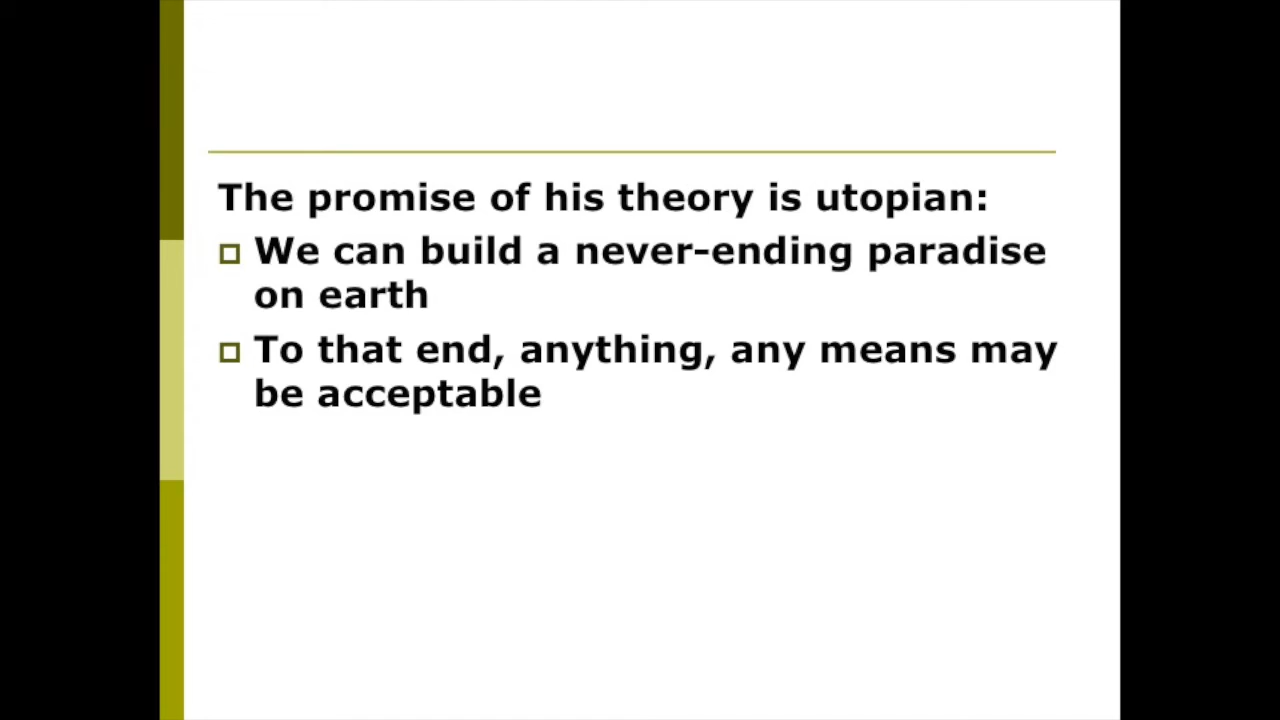 The promise of his theory is utopian:
We can build a never-ending paradise
on earth
To that end, anything, any means may
be acceptable